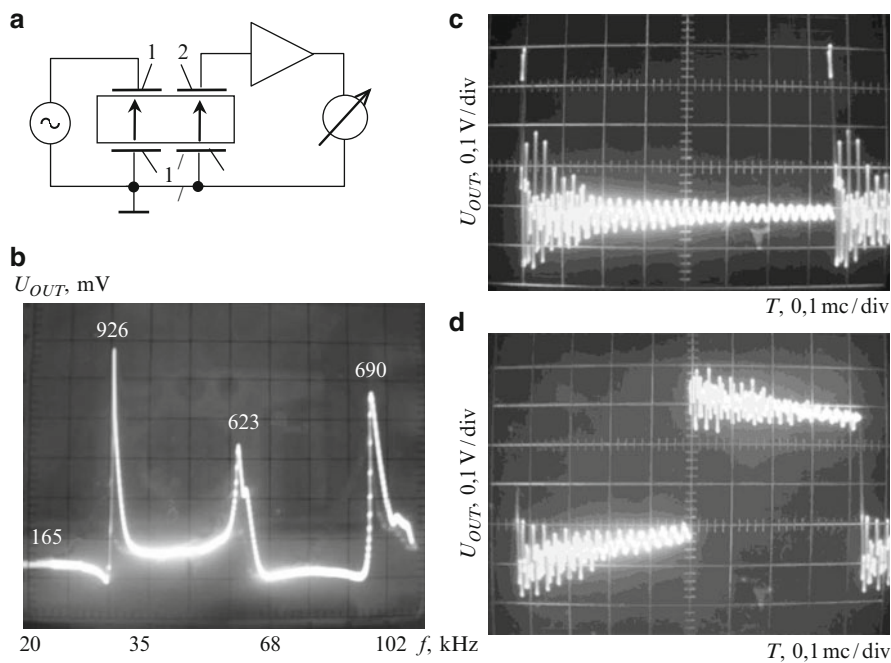 a
1 2
~
1
b
U_OUT, mV
926
623
690
165
20 35 68 102 f, kHz
c
U_OUT, 0,1 V/div
T, 0,1 mc/div
d
U_OUT, 0,1 V/div
T, 0,1 mc/div